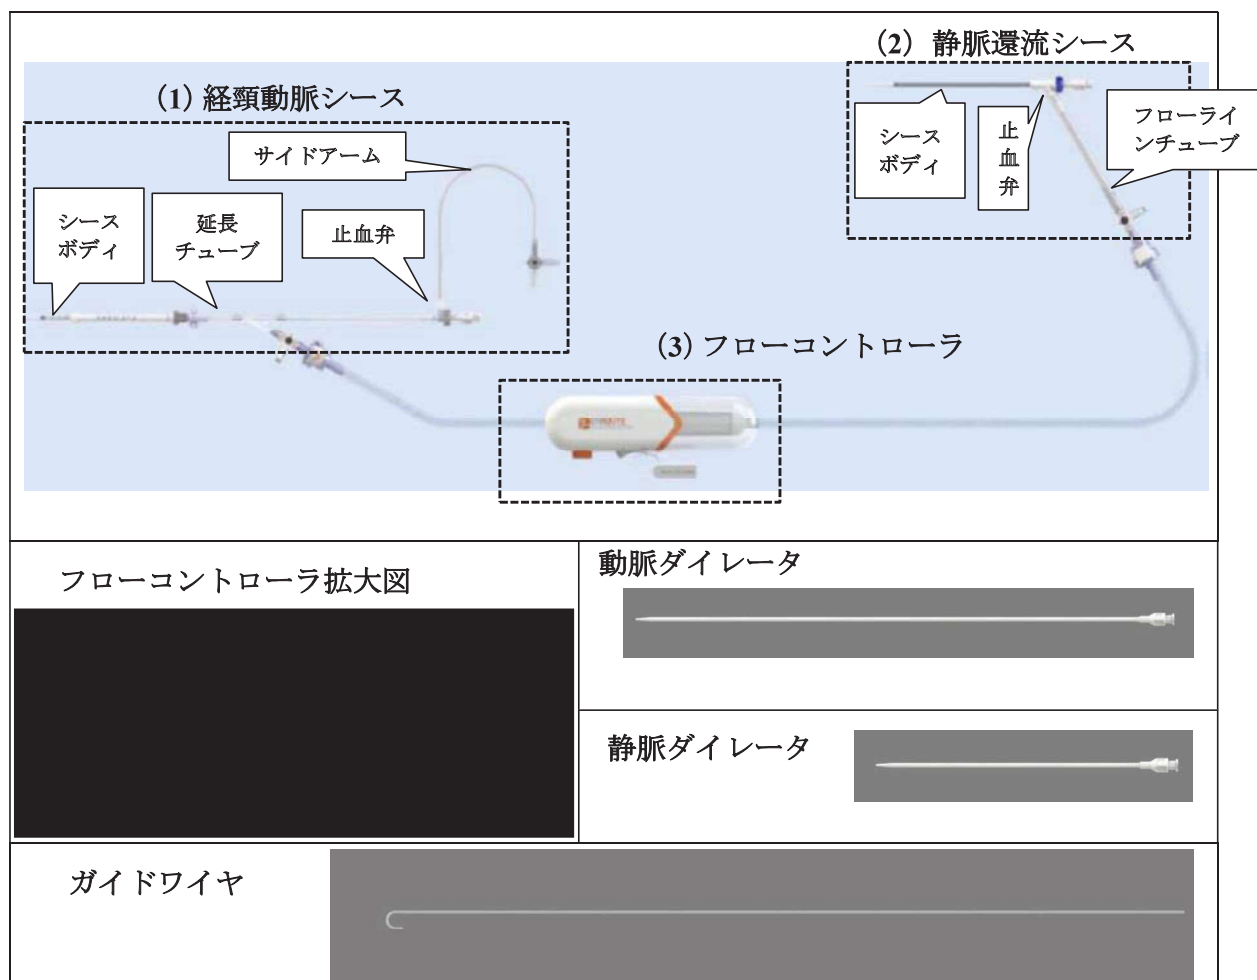 (2) 静脈還流シース
(1) 経頸動脈シース
サイドアーム
シース
ボディ
延長
チューブ
止血弁
シース
ボディ
止
血
弁
フローライ
ンチューブ
(3) フローコントローラ
フローコントローラ拡大図
動脈ダイレータ
静脈ダイレータ
ガイドワイヤ